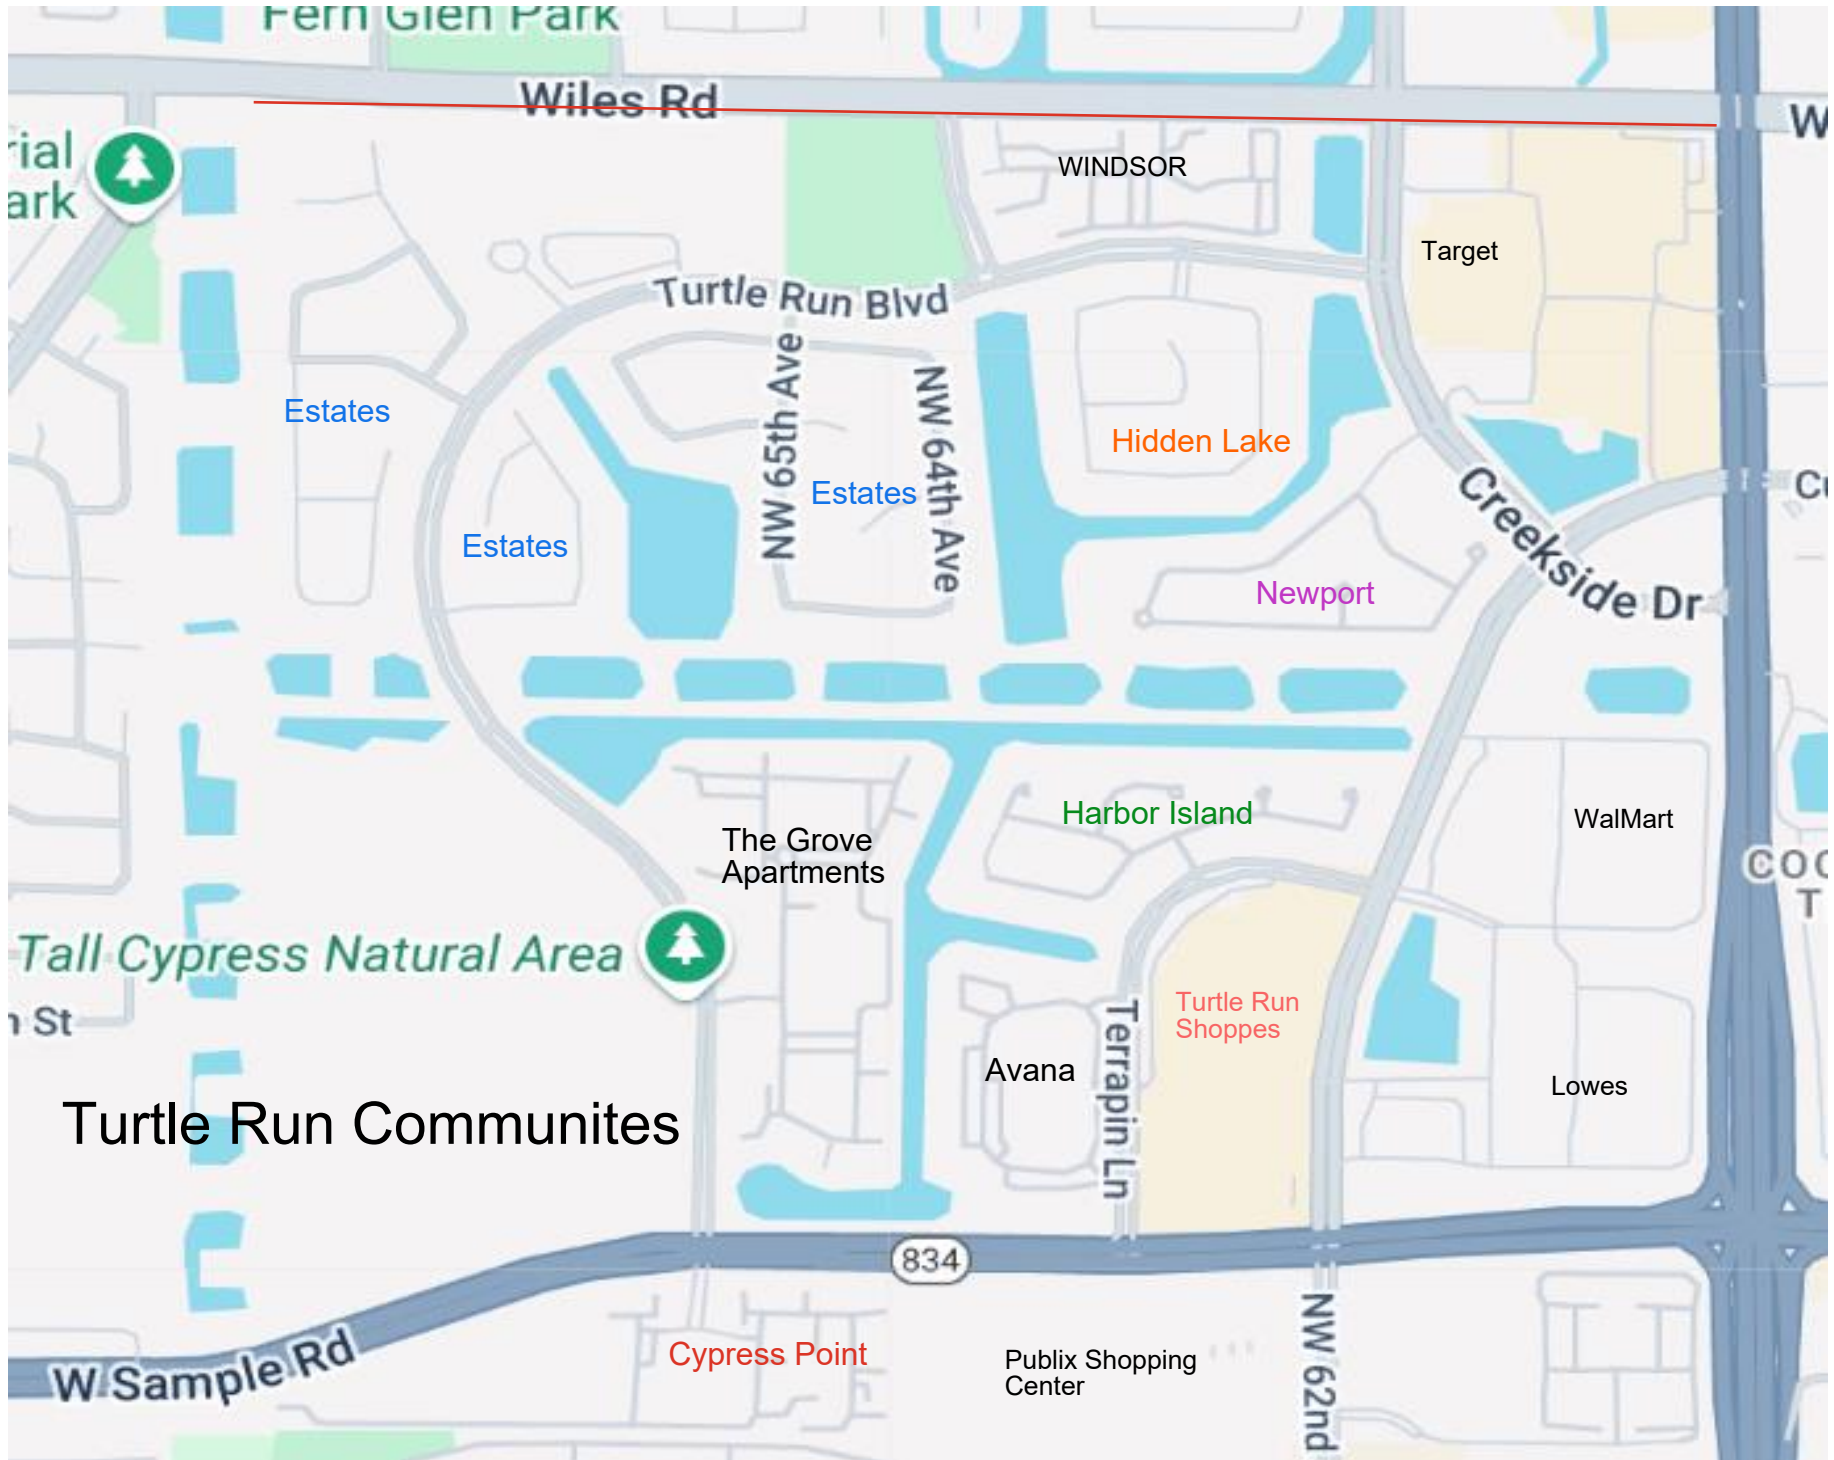 Fern Glen Park
Wiles Rd
W
rial
ark
WINDSOR
Target
Turtle Run Blvd
NW 65th Ave
NW 64th Ave
Estates
Estates
Estates
Hidden Lake
Creekside Dr
Newport
The Grove
Apartments
Harbor Island
WalMart
COC
T
Tall Cypress Natural Area
n St
Turtle Run
Shoppes
Terrapin Ln
Avana
Lowes
Turtle Run Communites
834
W Sample Rd
Cypress Point
Publix Shopping
Center
NW 62nd